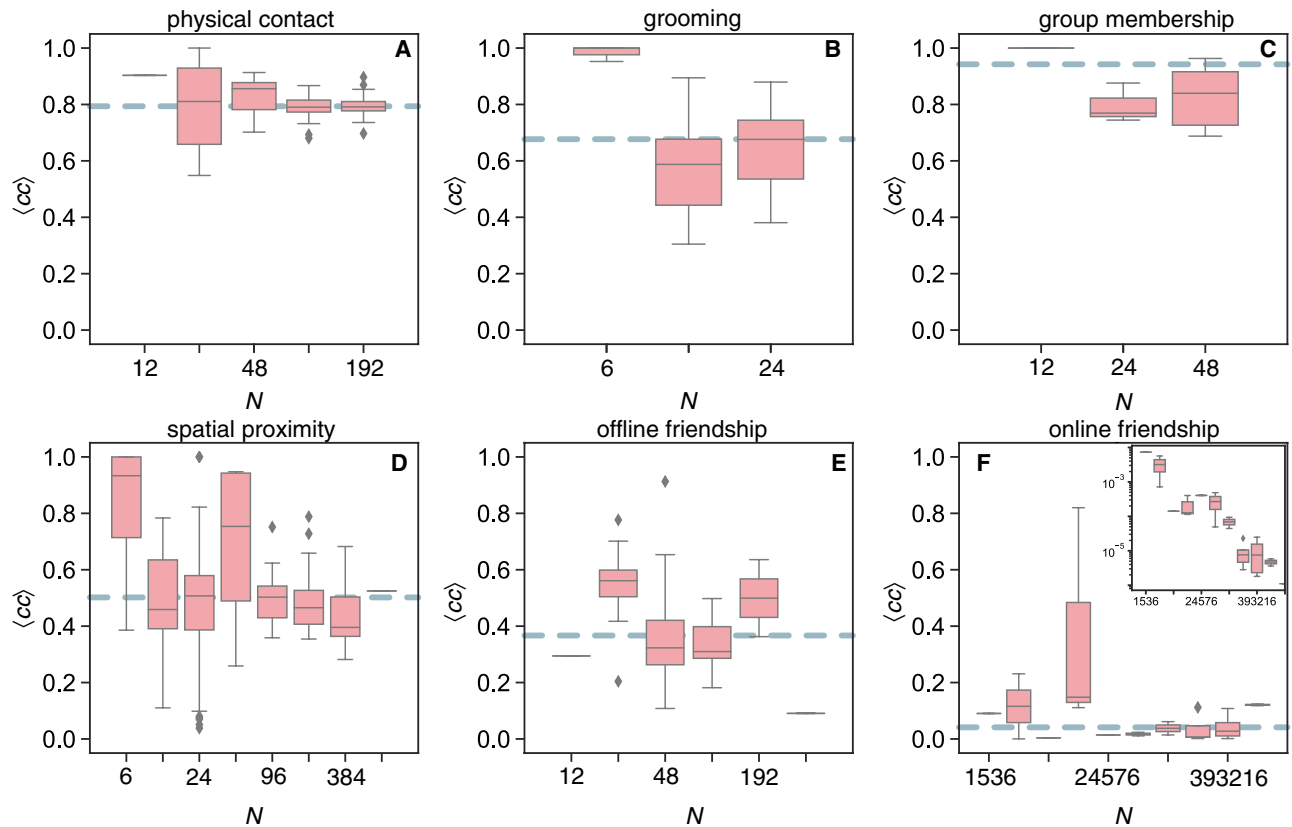 physical contact
A
1.0
0.8
0.6
0.4
0.2
0.0
⟨cc⟩
12 48 192
N
grooming
B
1.0
0.8
0.6
0.4
0.2
0.0
⟨cc⟩
6 24
N
group membership
C
1.0
0.8
0.6
0.4
0.2
0.0
⟨cc⟩
12 24 48
N
spatial proximity
D
1.0
0.8
0.6
0.4
0.2
0.0
⟨cc⟩
6 24 96 384
N
offline friendship
E
1.0
0.8
0.6
0.4
0.2
0.0
⟨cc⟩
12 48 192
N
online friendship
F
1.0
0.8
0.6
0.4
0.2
0.0
⟨cc⟩
10⁻³
10⁻⁵
1536 24576 393216
1536 24576 393216
N